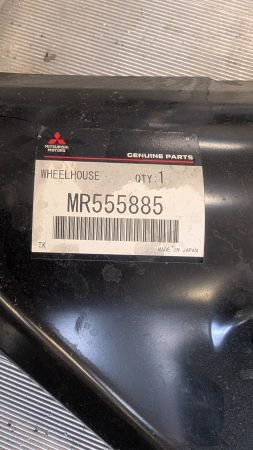 MITSUBISHI
MOTORS
GENUINE PARTS
WHEELHOUSE QTY:1
MR555885
TK MADE IN JAPAN